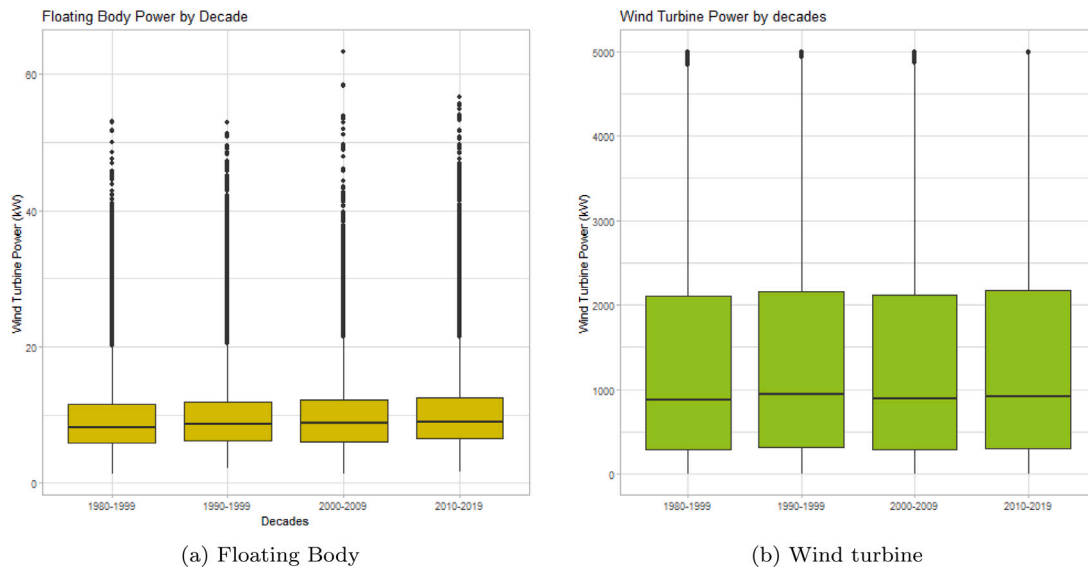 Floating Body Power by Decade
Wind Turbine Power (kW)
60
40
20
0
1980-1999
1990-1999
2000-2009
2010-2019
Decades
(a) Floating Body
Wind Turbine Power by decades
Wind Turbine Power (kW)
5000
4000
3000
2000
1000
0
1980-1999
1990-1999
2000-2009
2010-2019
(b) Wind turbine